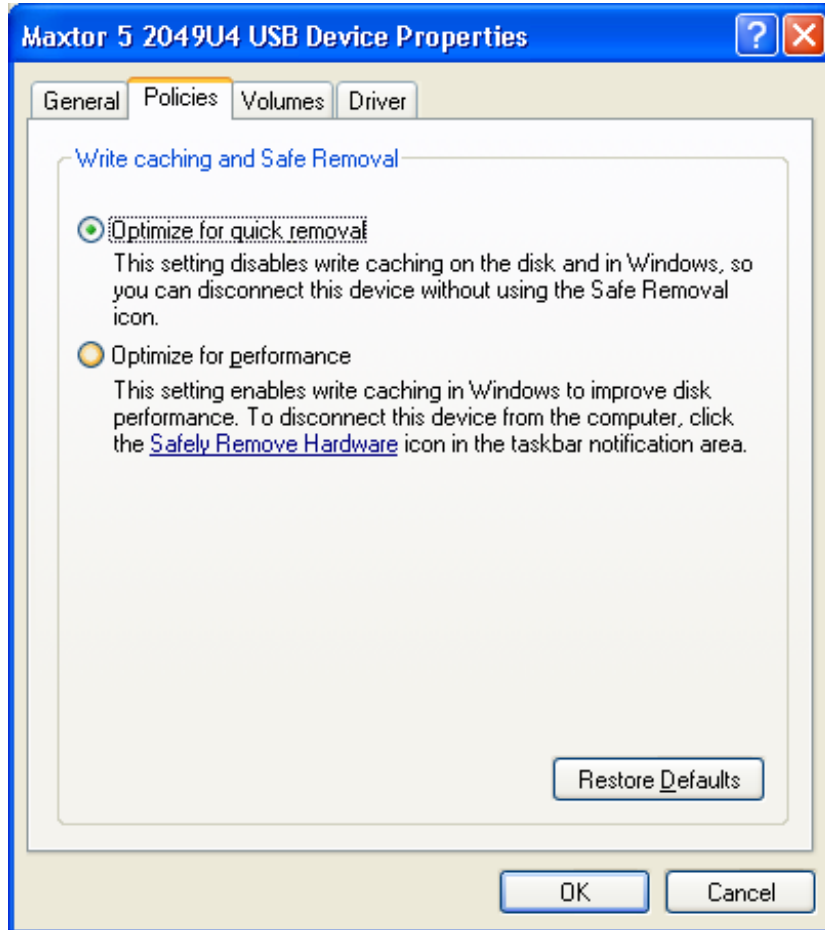 Maxtor 5 2049U4 USB Device Properties
General Policies Volumes Driver
Write caching and Safe Removal
Optimize for quick removal
This setting disables write caching on the disk and in Windows, so
you can disconnect this device without using the Safe Removal
icon.
Optimize for performance
This setting enables write caching in Windows to improve disk
performance. To disconnect this device from the computer, click
the Safely Remove Hardware icon in the taskbar notification area.
Restore Defaults
OK Cancel